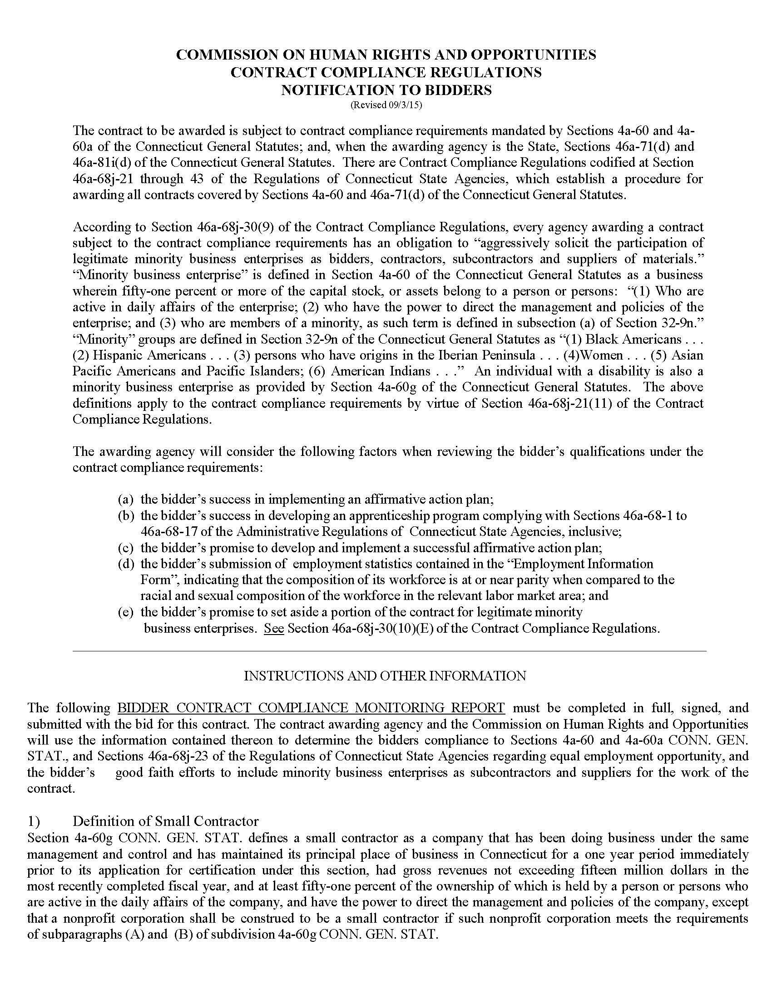 COMMISSION ON HUMAN RIGHTS AND OPPORTUNITIES
CONTRACT COMPLIANCE REGULATIONS
NOTIFICATION TO BIDDERS
(Revised 09/3/15)
The contract to be awarded is subject to contract compliance requirements mandated by Sections 4a-60 and 4a-
60a of the Connecticut General Statutes; and, when the awarding agency is the State, Sections 46a-71(d) and
46a-81i(d) of the Connecticut General Statutes. There are Contract Compliance Regulations codified at Section
46a-68j-21 through 43 of the Regulations of Connecticut State Agencies, which establish a procedure for
awarding all contracts covered by Sections 4a-60 and 46a-71(d) of the Connecticut General Statutes.
According to Section 46a-68j-30(9) of the Contract Compliance Regulations, every agency awarding a contract
subject to the contract compliance requirements has an obligation to “aggressively solicit the participation of
legitimate minority business enterprises as bidders, contractors, subcontractors and suppliers of materials.”
“Minority business enterprise” is defined in Section 4a-60 of the Connecticut General Statutes as a business
wherein fifty-one percent or more of the capital stock, or assets belong to a person or persons: “(1) Who are
active in daily affairs of the enterprise; (2) who have the power to direct the management and policies of the
enterprise; and (3) who are members of a minority, as such term is defined in subsection (a) of Section 32-9n.”
“Minority” groups are defined in Section 32-9n of the Connecticut General Statutes as “(1) Black Americans . . .
(2) Hispanic Americans . . . (3) persons who have origins in the Iberian Peninsula . . . (4)Women . . . (5) Asian
Pacific Americans and Pacific Islanders; (6) American Indians . . .” An individual with a disability is also a
minority business enterprise as provided by Section 4a-60g of the Connecticut General Statutes. The above
definitions apply to the contract compliance requirements by virtue of Section 46a-68j-21(11) of the Contract
Compliance Regulations.
The awarding agency will consider the following factors when reviewing the bidder’s qualifications under the
contract compliance requirements:
(a) the bidder’s success in implementing an affirmative action plan;
(b) the bidder’s success in developing an apprenticeship program complying with Sections 46a-68-1 to
46a-68-17 of the Administrative Regulations of Connecticut State Agencies, inclusive;
(c) the bidder’s promise to develop and implement a successful affirmative action plan;
(d) the bidder’s submission of employment statistics contained in the “Employment Information
Form”, indicating that the composition of its workforce is at or near parity when compared to the
racial and sexual composition of the workforce in the relevant labor market area; and
(e) the bidder’s promise to set aside a portion of the contract for legitimate minority
business enterprises. See Section 46a-68j-30(10)(E) of the Contract Compliance Regulations.
INSTRUCTIONS AND OTHER INFORMATION
The following BIDDER CONTRACT COMPLIANCE MONITORING REPORT must be completed in full, signed, and
submitted with the bid for this contract. The contract awarding agency and the Commission on Human Rights and Opportunities
will use the information contained thereon to determine the bidders compliance to Sections 4a-60 and 4a-60a CONN. GEN.
STAT., and Sections 46a-68j-23 of the Regulations of Connecticut State Agencies regarding equal employment opportunity, and
the bidder’s good faith efforts to include minority business enterprises as subcontractors and suppliers for the work of the
contract.
1) Definition of Small Contractor
Section 4a-60g CONN. GEN. STAT. defines a small contractor as a company that has been doing business under the same
management and control and has maintained its principal place of business in Connecticut for a one year period immediately
prior to its application for certification under this section, had gross revenues not exceeding fifteen million dollars in the
most recently completed fiscal year, and at least fifty-one percent of the ownership of which is held by a person or persons who
are active in the daily affairs of the company, and have the power to direct the management and policies of the company, except
that a nonprofit corporation shall be construed to be a small contractor if such nonprofit corporation meets the requirements
of subparagraphs (A) and (B) of subdivision 4a-60g CONN. GEN. STAT.